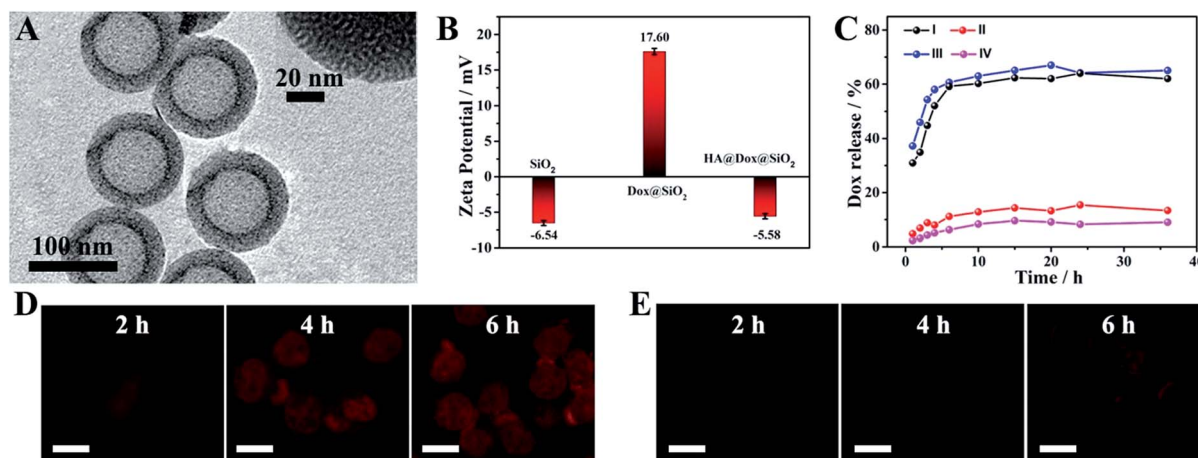 A
20 nm
100 nm
B
Zeta Potential / mV
20
15
10
5
0
-5
-10
17.60
SiO2
Dox@SiO2
HA@Dox@SiO2
-6.54
-5.58
C
Dox release / %
80
60
40
20
0
I II
III IV
0 10 20 30 40
Time / h
D
2 h 4 h 6 h
E
2 h 4 h 6 h